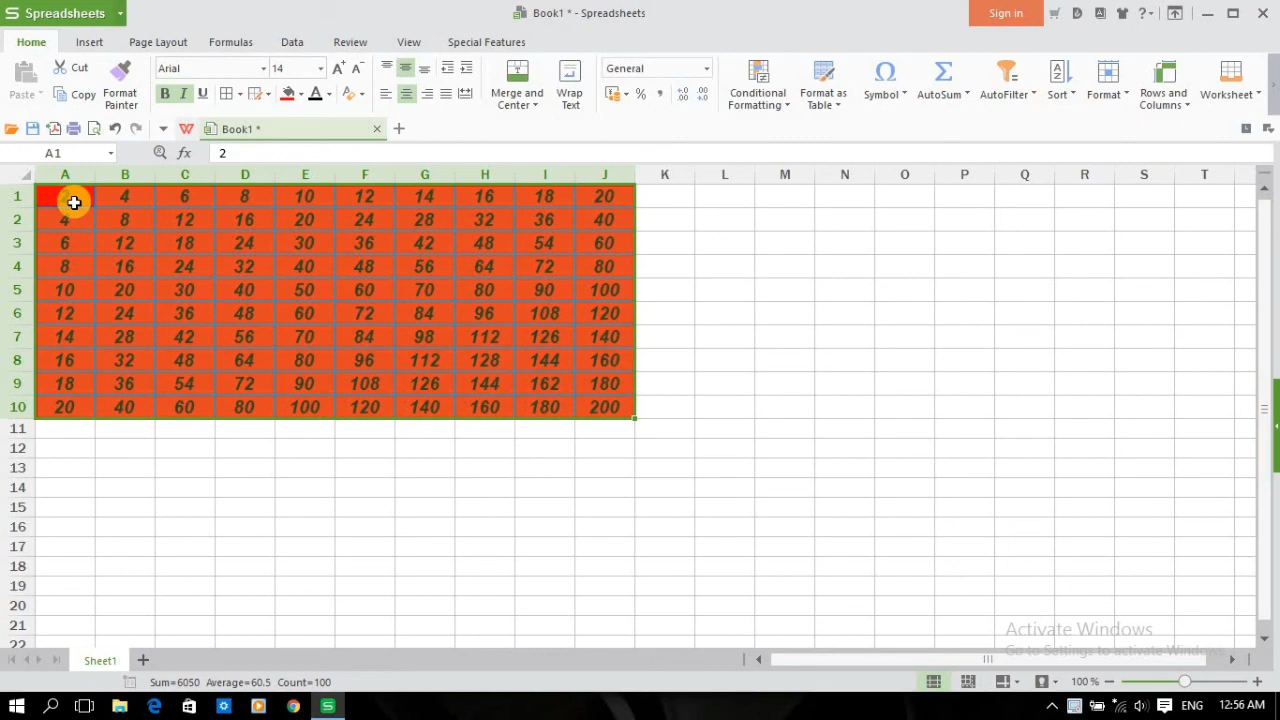 Spreadsheets
Book1 * - Spreadsheets
Sign in
Home Insert Page Layout Formulas Data Review View Special Features
Paste Cut Copy Format Painter
Arial 14
B I U A
General
Merge and Center
Wrap Text
Conditional Formatting
Format as Table
Symbol
AutoSum
AutoFilter
Sort
Format
Rows and Columns
Worksheet
Book1 *
A1 fx 2
A B C D E F G H I J K L M N O P Q R S T
1 4 6 8 10 12 14 16 18 20
2 4 8 12 16 20 24 28 32 36 40
3 6 12 18 24 30 36 42 48 54 60
4 8 16 24 32 40 48 56 64 72 80
5 10 20 30 40 50 60 70 80 90 100
6 12 24 36 48 60 72 84 96 108 120
7 14 28 42 56 70 84 98 112 126 140
8 16 32 48 64 80 96 112 128 144 160
9 18 36 54 72 90 108 126 144 162 180
10 20 40 60 80 100 120 140 160 180 200
11
12
13
14
15
16
17
18
19
20
21
22
Activate Windows
Go to Settings to activate Windows.
Sheet1
Sum=6050 Average=60.5 Count=100
100 %
ENG 12:56 AM